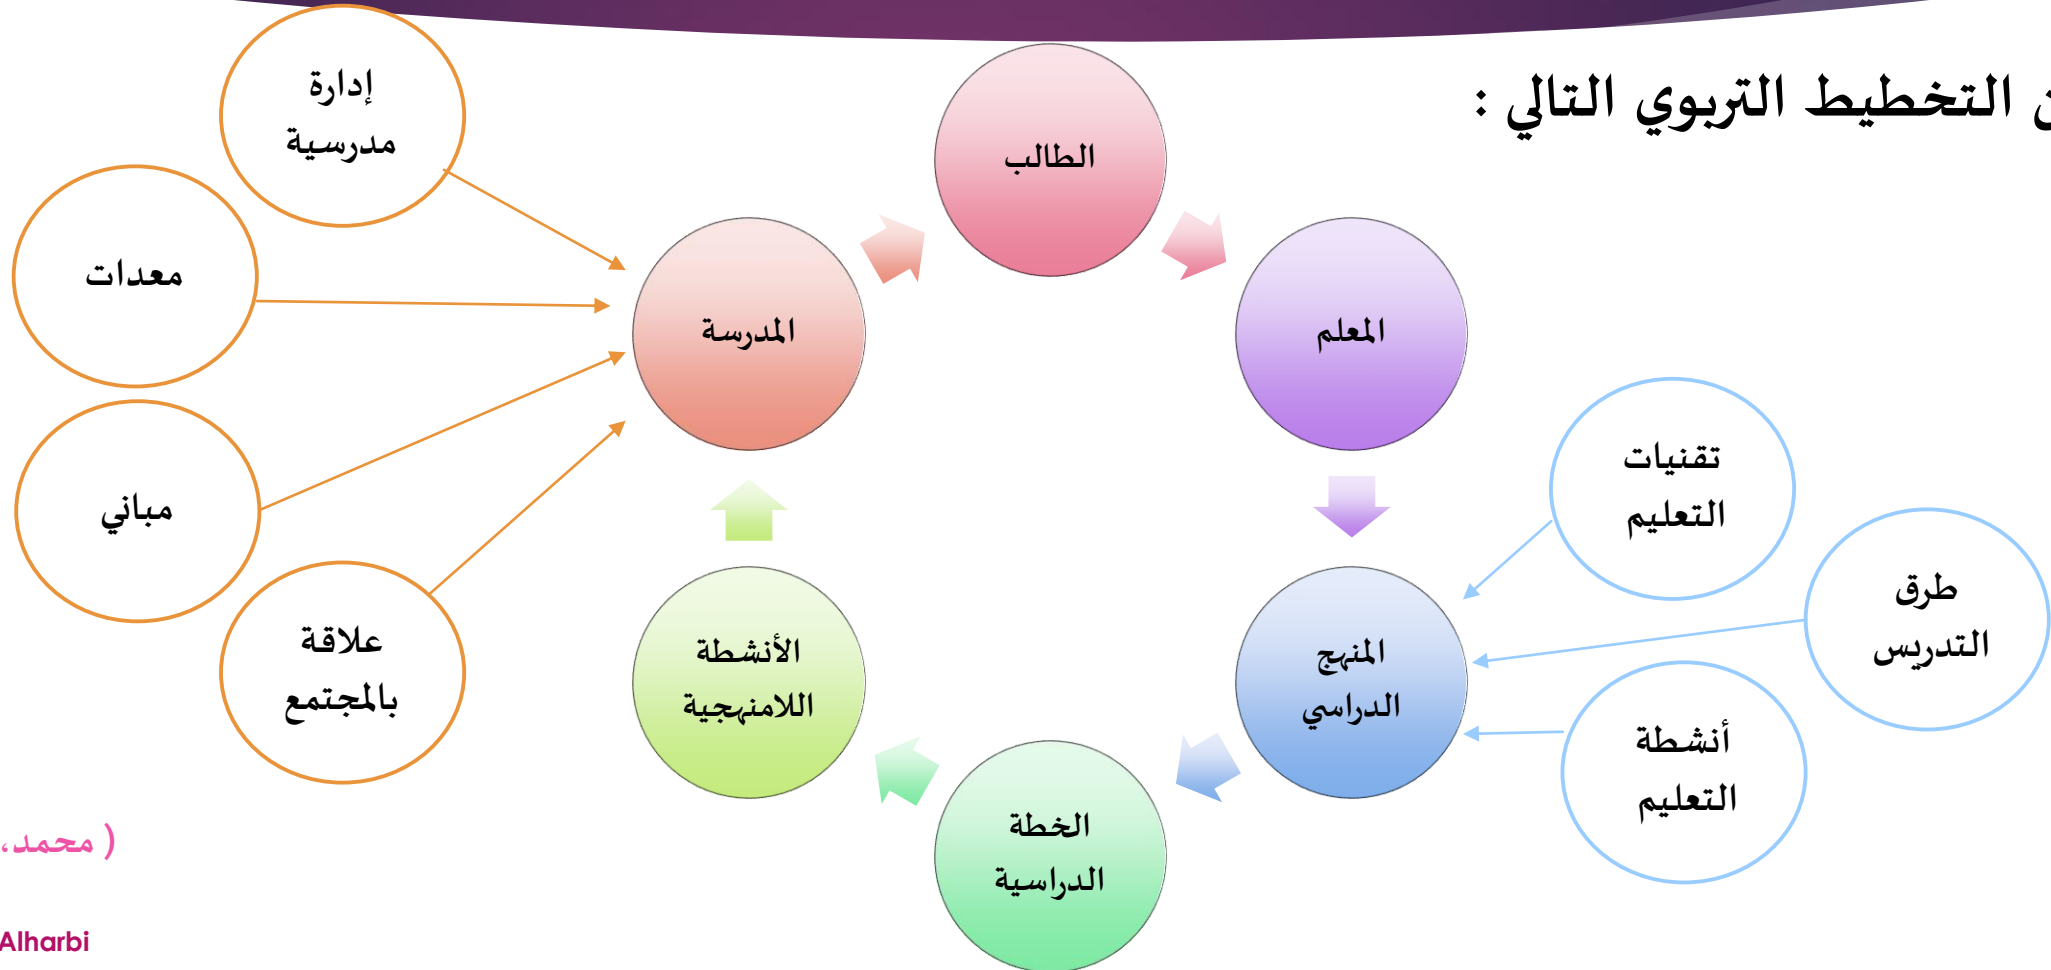 التخطيط التربوي التالي :
الطالب
المعلم
المنهج
الدراسي
الخطة
الدراسية
الأنشطة
اللامنهجية
المدرسة
إدارة
مدرسية
معدات
مباني
علاقة
بالمجتمع
تقنيات
التعليم
طرق
التدريس
أنشطة
التعليم
( محمد،
Alharbi